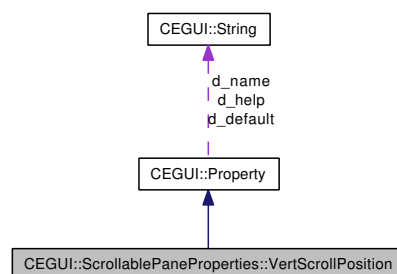 CEGUI::String
d_name
d_help
d_default
CEGUI::Property
CEGUI::ScrollablePaneProperties::VertScrollPosition